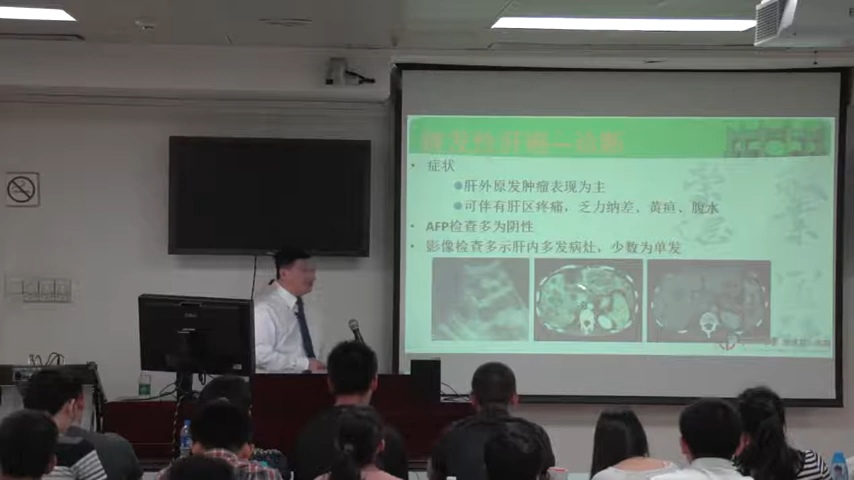 继发性肝癌—诊断
• 症状
肝外原发肿瘤表现为主
可伴有肝区疼痛，乏力纳差、黄疸、腹水
• AFP检查多为阴性
• 影像检查多示肝内多发病灶，少数为单发